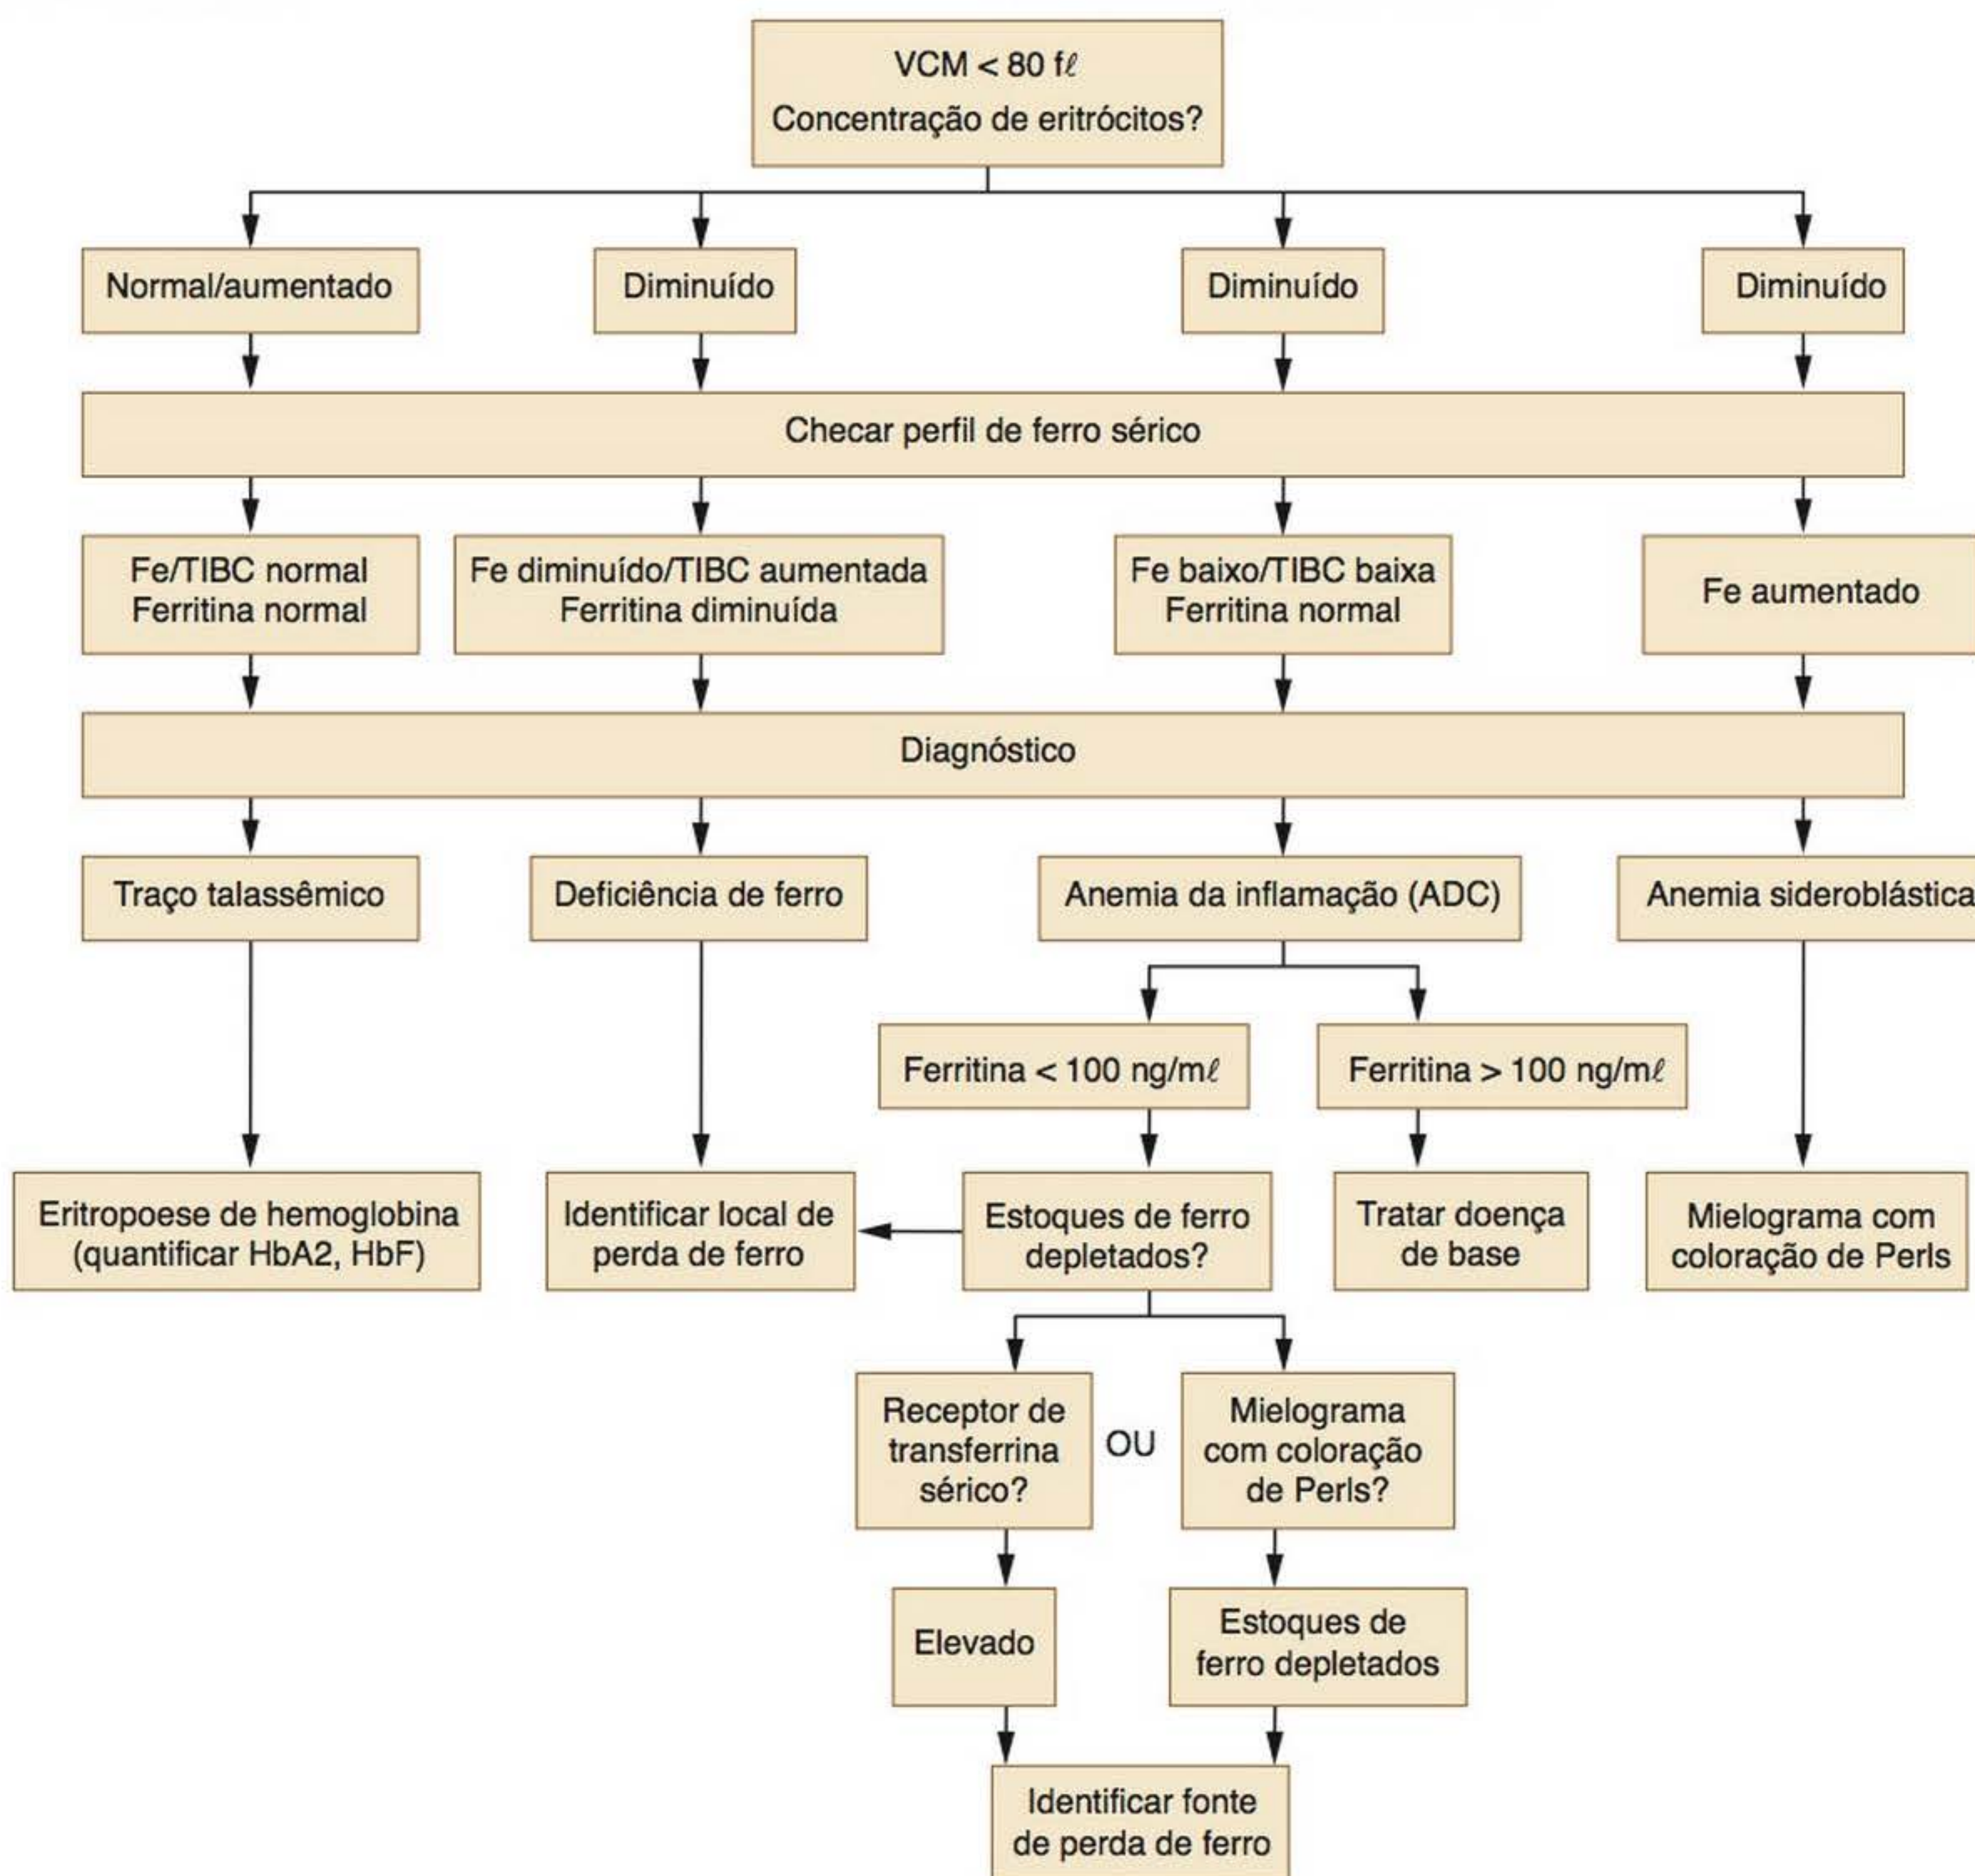 VCM < 80 fℓ
Concentração de eritrócitos?
Normal/aumentado
Diminuído
Diminuído
Diminuído
Checar perfil de ferro sérico
Fe/TIBC normal
Ferritina normal
Fe diminuído/TIBC aumentada
Ferritina diminuída
Fe baixo/TIBC baixa
Ferritina normal
Fe aumentado
Diagnóstico
Traço talassêmico
Deficiência de ferro
Anemia da inflamação (ADC)
Anemia sideroblástica
Ferritina < 100 ng/mℓ
Ferritina > 100 ng/mℓ
Eritropoese de hemoglobina
(quantificar HbA2, HbF)
Identificar local de
perda de ferro
Estoques de ferro
depletados?
Tratar doença
de base
Mielograma com
coloração de Perls
Receptor de
transferrina
sérico?
OU
Mielograma
com coloração
de Perls?
Elevado
Estoques de
ferro depletados
Identificar fonte
de perda de ferro